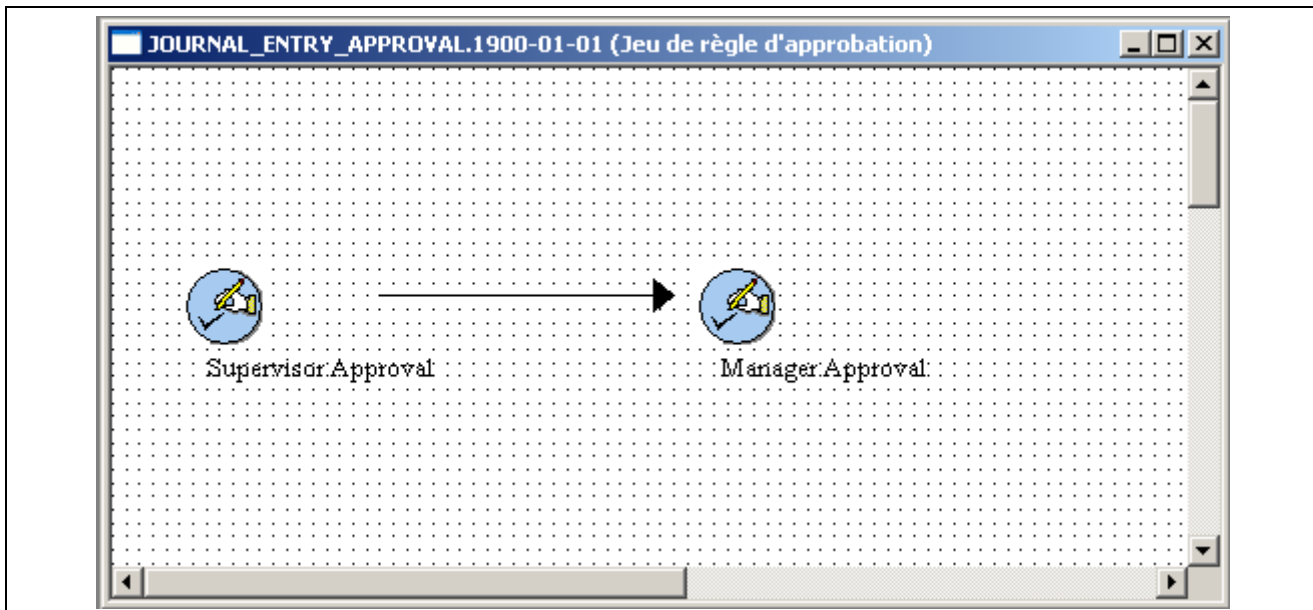 JOURNAL_ENTRY_APPROVAL.1900-01-01 (Jeu de règle d'approbation)
Supervisor Approval
Manager Approval